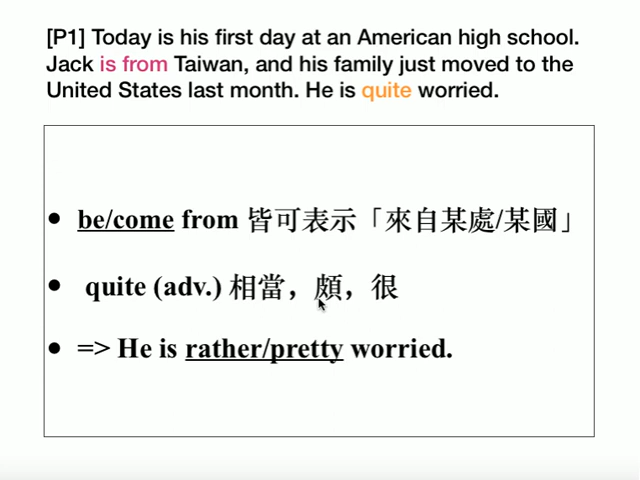 [P1] Today is his first day at an American high school.
Jack is from Taiwan, and his family just moved to the
United States last month. He is quite worried.
• be/come from 皆可表示「來自某處/某國」
• quite (adv.) 相當，頗，很
• => He is rather/pretty worried.